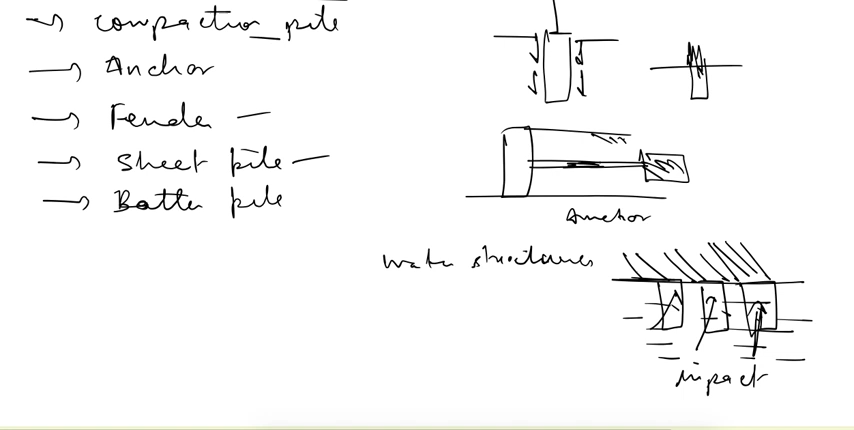 → compaction pile
→ Anchor
→ Fender —
→ Sheet pile —
→ Batter pile
Anchor
water structures
impact